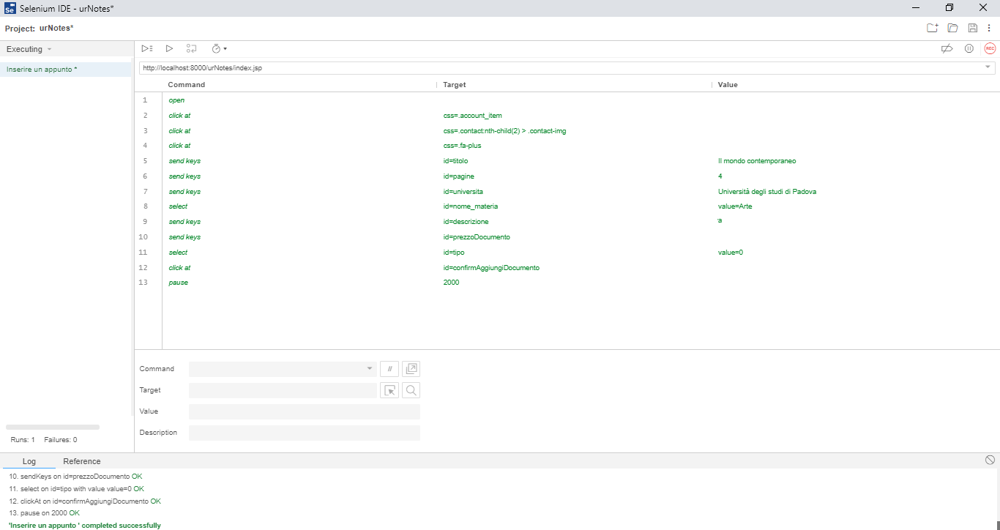 Selenium IDE - urNotes*
Project: urNotes*
Executing
Inserire un appunto *
http://localhost:8000/urNotes/index.jsp
Command Target Value
1 open
2 click at css=.account_item
3 click at css=.contact:nth-child(2) > .contact-img
4 click at css=.fa-plus
5 send keys id=titolo Il mondo contemporaneo
6 send keys id=pagine 4
7 send keys id=universita Università degli studi di Padova
8 select id=nome_materia value=Arte
9 send keys id=descrizione
10 send keys id=prezzoDocumento
11 select id=tipo value=0
12 click at id=confirmAggiungiDocumento
13 pause 2000
REC
Command //
Target
Value
Description
Runs: 1 Failures: 0
Log Reference
10. sendKeys on id=prezzoDocumento OK
11. select on id=tipo with value value=0 OK
12. clickAt on id=confirmAggiungiDocumento OK
13. pause on 2000 OK
'Inserire un appunto ' completed successfully